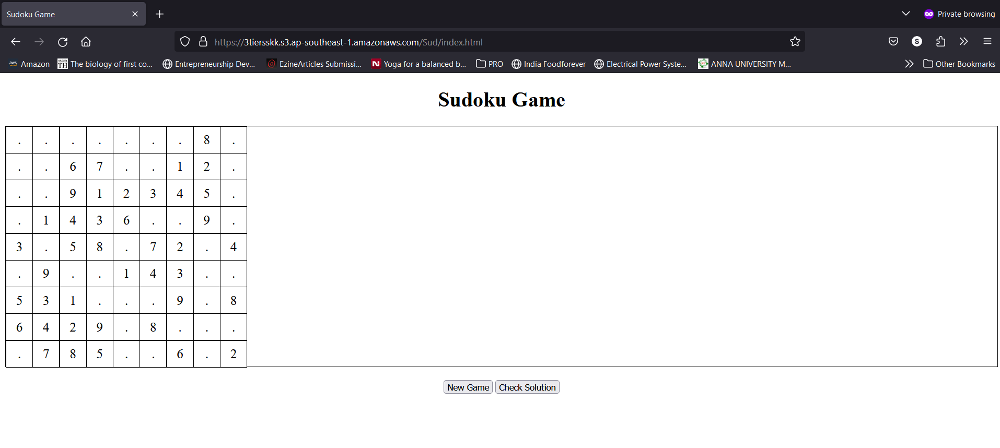 Sudoku Game
Private browsing
https://3tiersskk.s3.ap-southeast-1.amazonaws.com/Sud/index.html
S
aws Amazon TH The biology of first co... Entrepreneurship Dev... @ EzineArticles Submissi... N Yoga for a balanced b... PRO India Foodforever Electrical Power Syste... ANNA UNIVERSITY M... Other Bookmarks
Sudoku Game
. . . . . . . 8 .
. . 6 7 . . 1 2 .
. . 9 1 2 3 4 5 .
. 1 4 3 6 . . 9 .
3 . 5 8 . 7 2 . 4
. 9 . . 1 4 3 . .
5 3 1 . . . 9 . 8
6 4 2 9 . 8 . . .
. 7 8 5 . . 6 . 2
New Game Check Solution